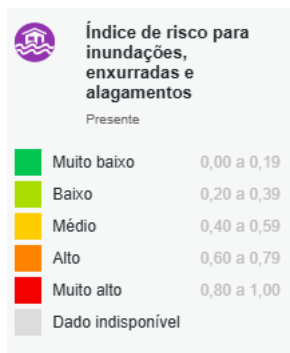 Índice de risco para
inundações,
enxurradas e
alagamentos
Presente
Muito baixo 0,00 a 0,19
Baixo 0,20 a 0,39
Médio 0,40 a 0,59
Alto 0,60 a 0,79
Muito alto 0,80 a 1,00
Dado indisponível